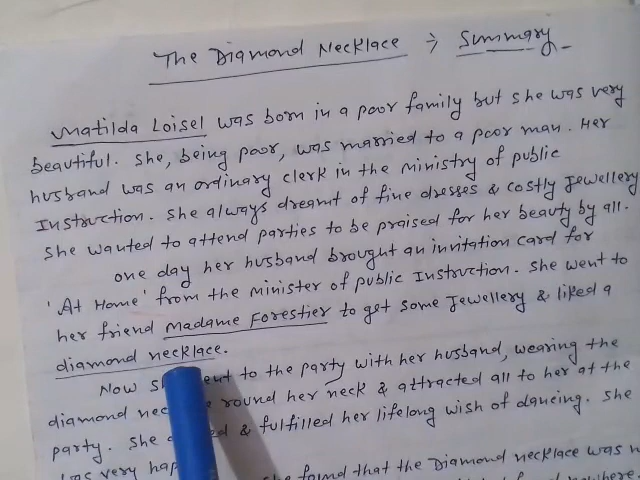 The Diamond Necklace → Summary -
Matilda Loisel was born in a poor family but she was very
beautiful. She, being poor, was married to a poor man. Her
husband was an ordinary clerk in the ministry of public
Instruction. She always dreamt of fine dresses & costly Jewellery
She wanted to attend parties to be praised for her beauty by all.
one day her husband brought an invitation card for
'At Home' from the minister of public Instruction. She went to
her friend Madame Forestier to get some Jewellery & liked a
diamond necklace.
Now to the party with her husband, wearing the
diamond round her neck & attracted all to her at the
party. She & fulfilled her lifelong wish of dancing. She
was very found that the Diamond necklace was
nowhere.